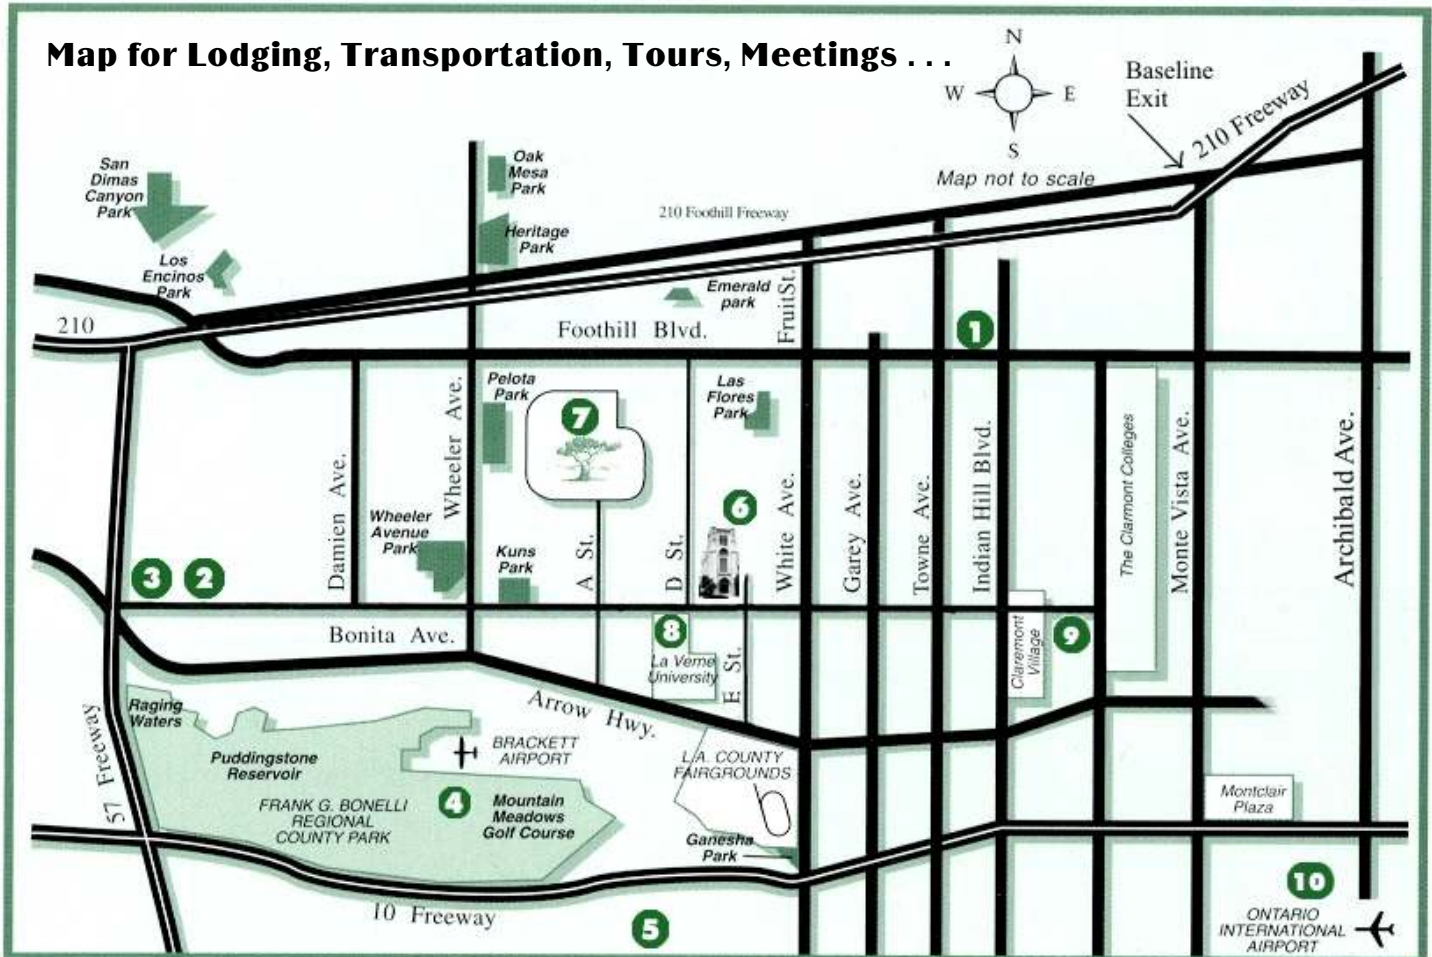 Map for Lodging, Transportation, Tours, Meetings . . .
N
W
E
S
Map not to scale
Baseline
Exit
210 Freeway
San
Dimas
Canyon
Park
Oak
Mesa
Park
Heritage
Park
210 Foothill Freeway
Los
Encinos
Park
Emerald
park
FruitSt.
210
Foothill Blvd.
1
Pelota
Park
7
Las
Flores
Park
Damien Ave.
Wheeler Ave.
Wheeler
Avenue
Park
Kuns
Park
A St.
D St.
6
White Ave.
Garey Ave.
Towne Ave.
Indian Hill Blvd.
The Clarmont Colleges
Monte Vista Ave.
Archibald Ave.
3
2
Bonita Ave.
8
La Verne
University
E St.
Claremont
Village
9
Arrow Hwy.
Raging
Waters
57 Freeway
Puddingstone
Reservoir
BRACKETT
AIRPORT
FRANK G. BONELLI
REGIONAL
COUNTY PARK
4
Mountain
Meadows
Golf Course
L.A. COUNTY
FAIRGROUNDS
Ganesha
Park
Montclair
Plaza
10 Freeway
5
10
ONTARIO
INTERNATIONAL
AIRPORT